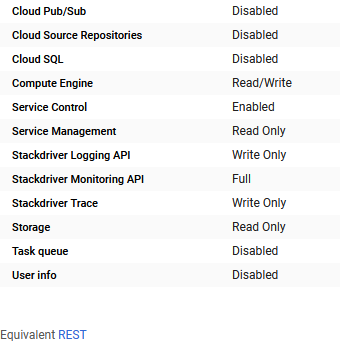 Cloud Pub/Sub Disabled
Cloud Source Repositories Disabled
Cloud SQL Disabled
Compute Engine Read/Write
Service Control Enabled
Service Management Read Only
Stackdriver Logging API Write Only
Stackdriver Monitoring API Full
Stackdriver Trace Write Only
Storage Read Only
Task queue Disabled
User info Disabled
Equivalent REST